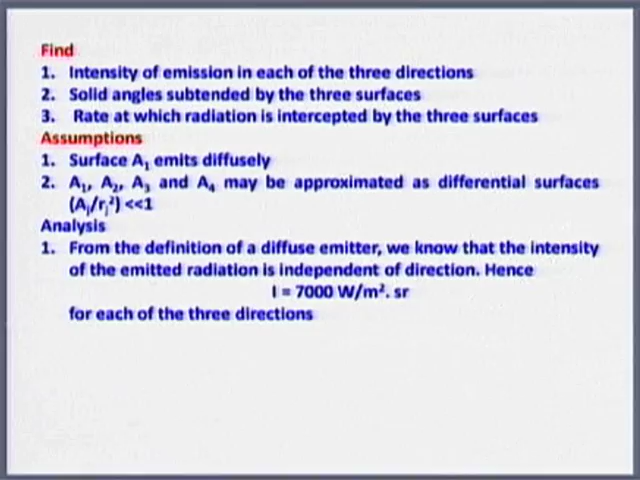 Find
1. Intensity of emission in each of the three directions
2. Solid angles subtended by the three surfaces
3. Rate at which radiation is intercepted by the three surfaces
Assumptions
1. Surface A₁ emits diffusely
2. A₁, A₂, A₃ and A₄ may be approximated as differential surfaces
(Aⱼ/rⱼ²) <<1
Analysis
1. From the definition of a diffuse emitter, we know that the intensity
of the emitted radiation is independent of direction. Hence
I = 7000 W/m². sr
for each of the three directions